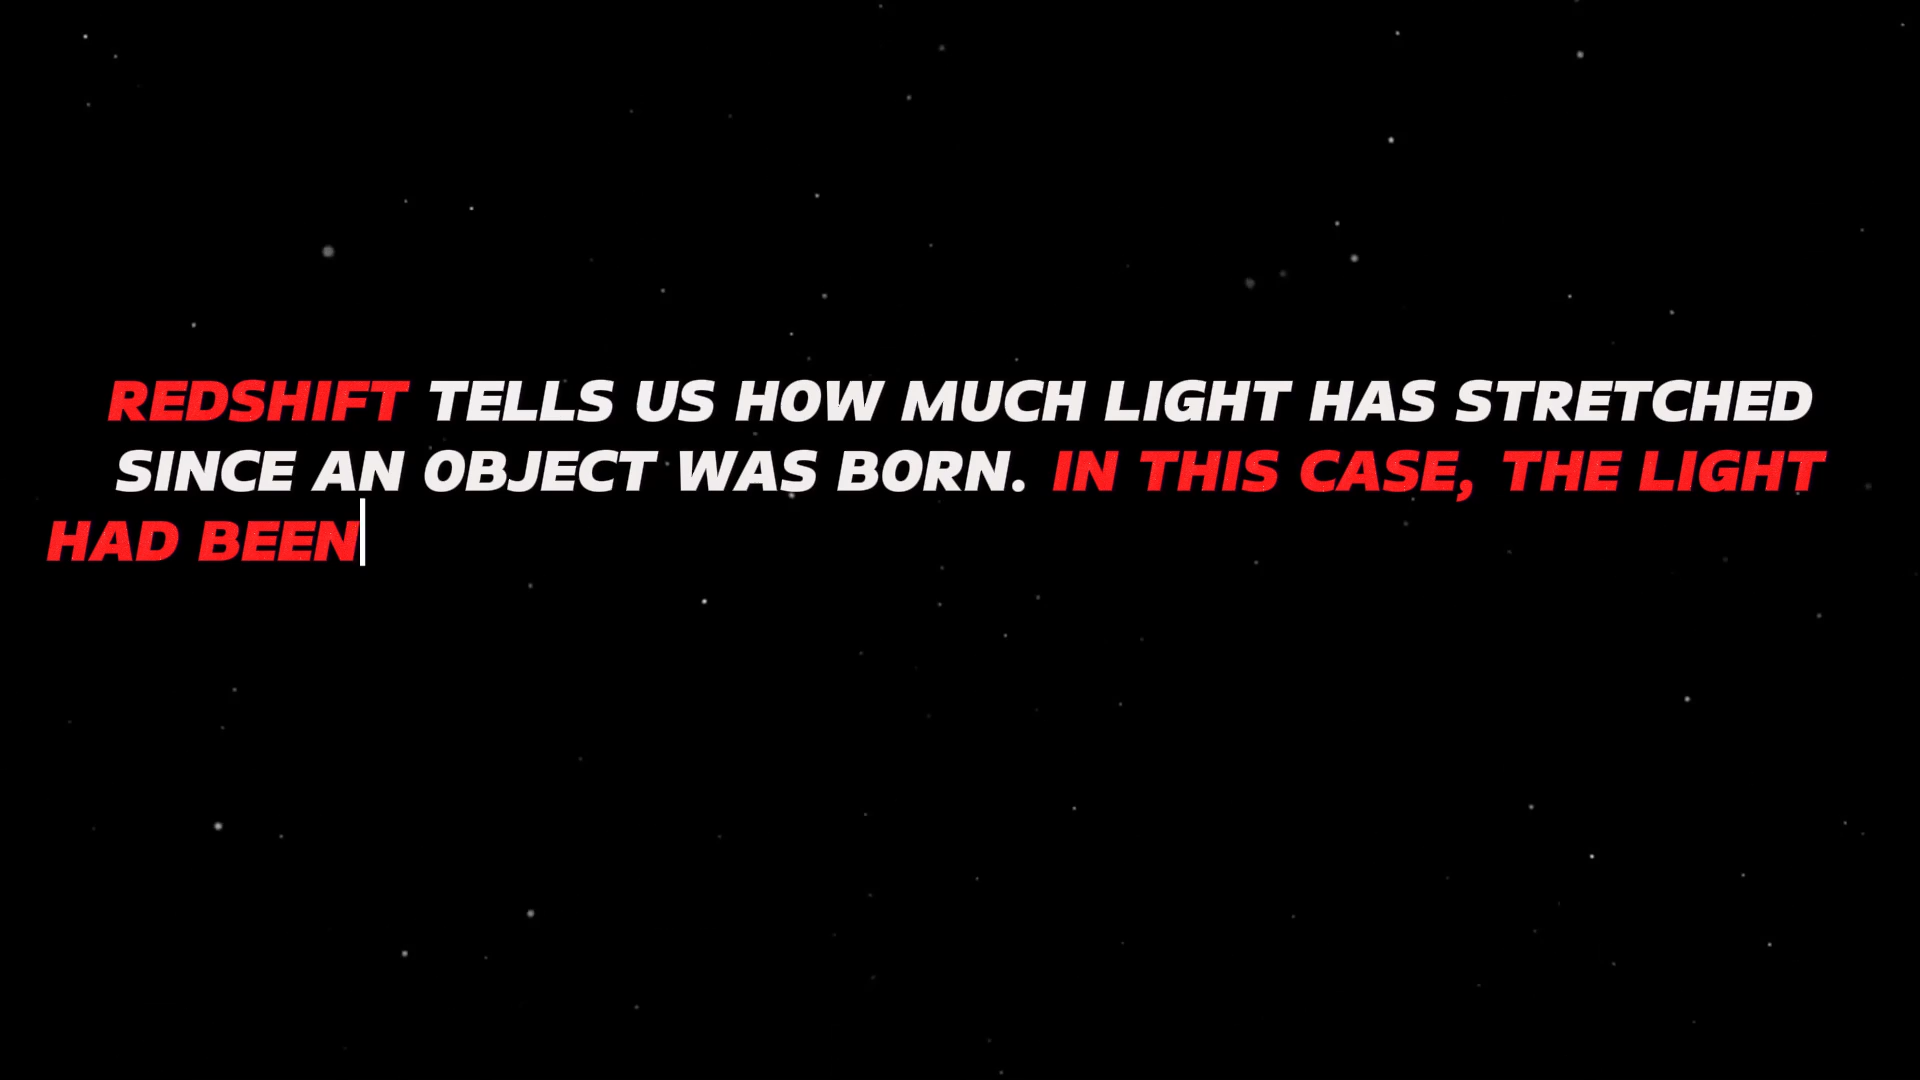 REDSHIFT TELLS US HOW MUCH LIGHT HAS STRETCHED
SINCE AN OBJECT WAS BORN. IN THIS CASE, THE LIGHT
HAD BEEN